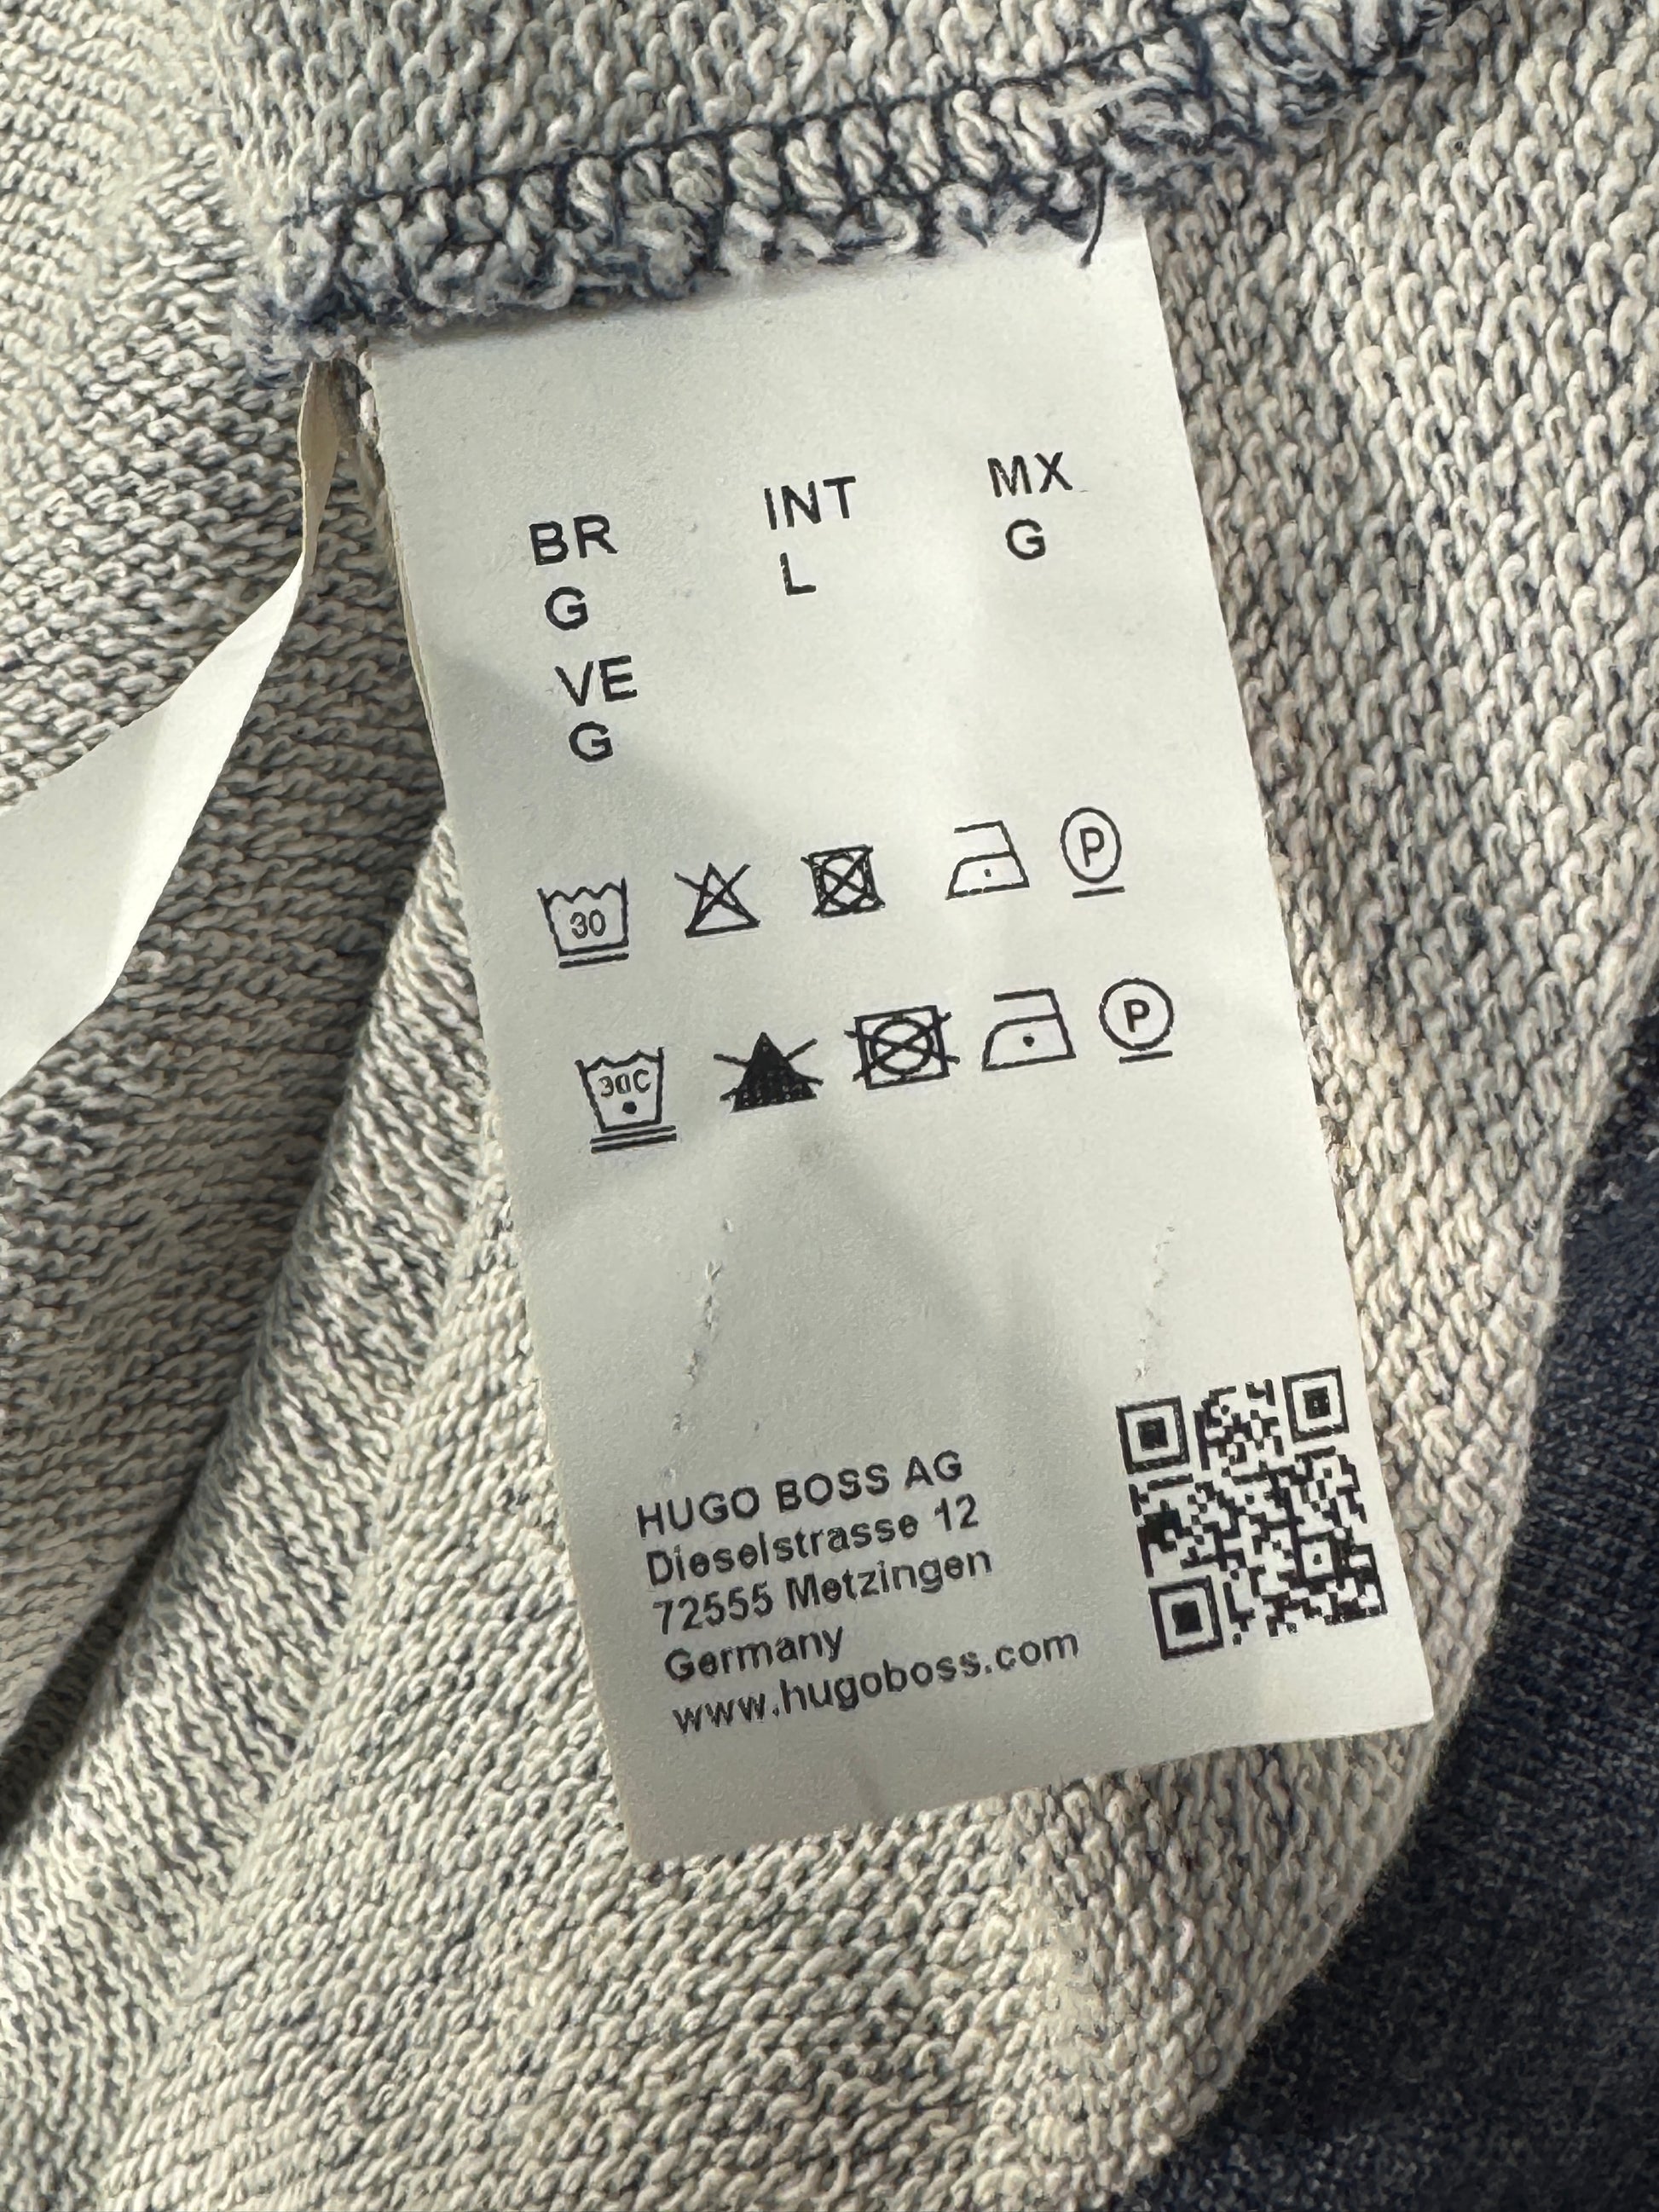 BR INT MX
G L G
VE
G
30 P
30C P
HUGO BOSS AG
Dieselstrasse 12
72555 Metzingen
Germany
www.hugoboss.com